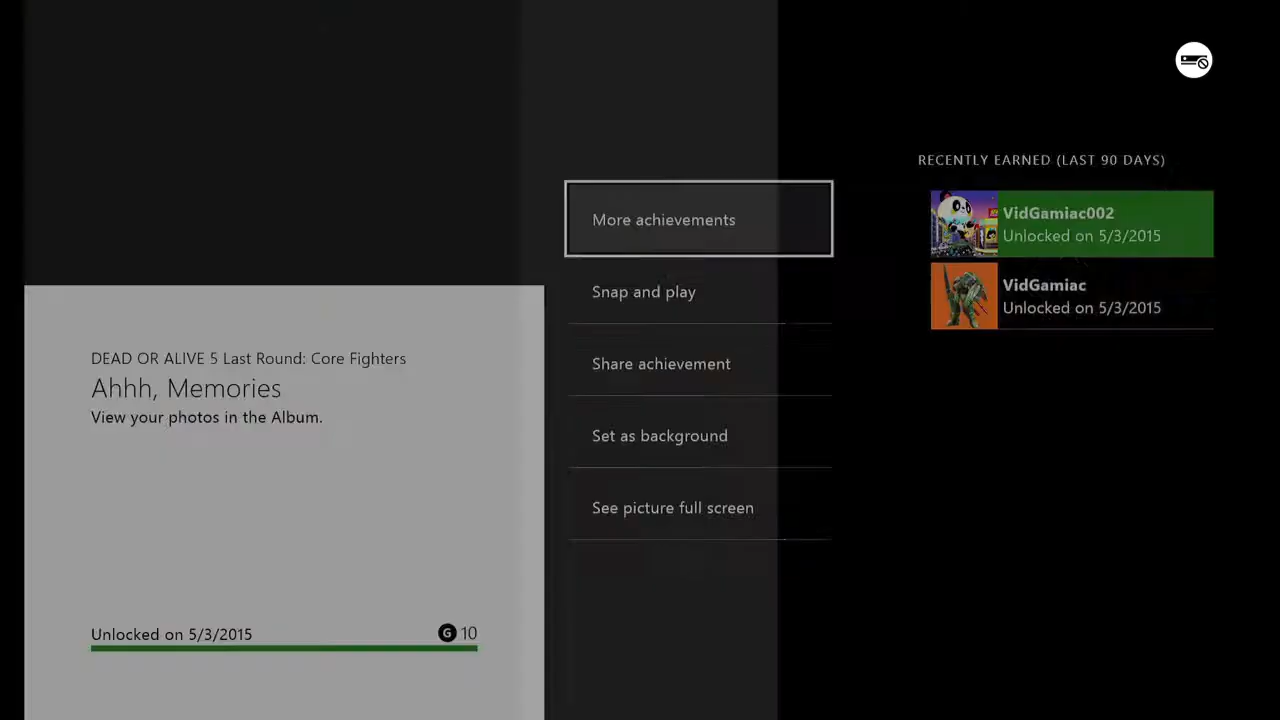 DEAD OR ALIVE 5 Last Round: Core Fighters
Ahhh, Memories
View your photos in the Album.
Unlocked on 5/3/2015
G 10
More achievements
Snap and play
Share achievement
Set as background
See picture full screen
RECENTLY EARNED (LAST 90 DAYS)
VidGamiac002
Unlocked on 5/3/2015
VidGamiac
Unlocked on 5/3/2015